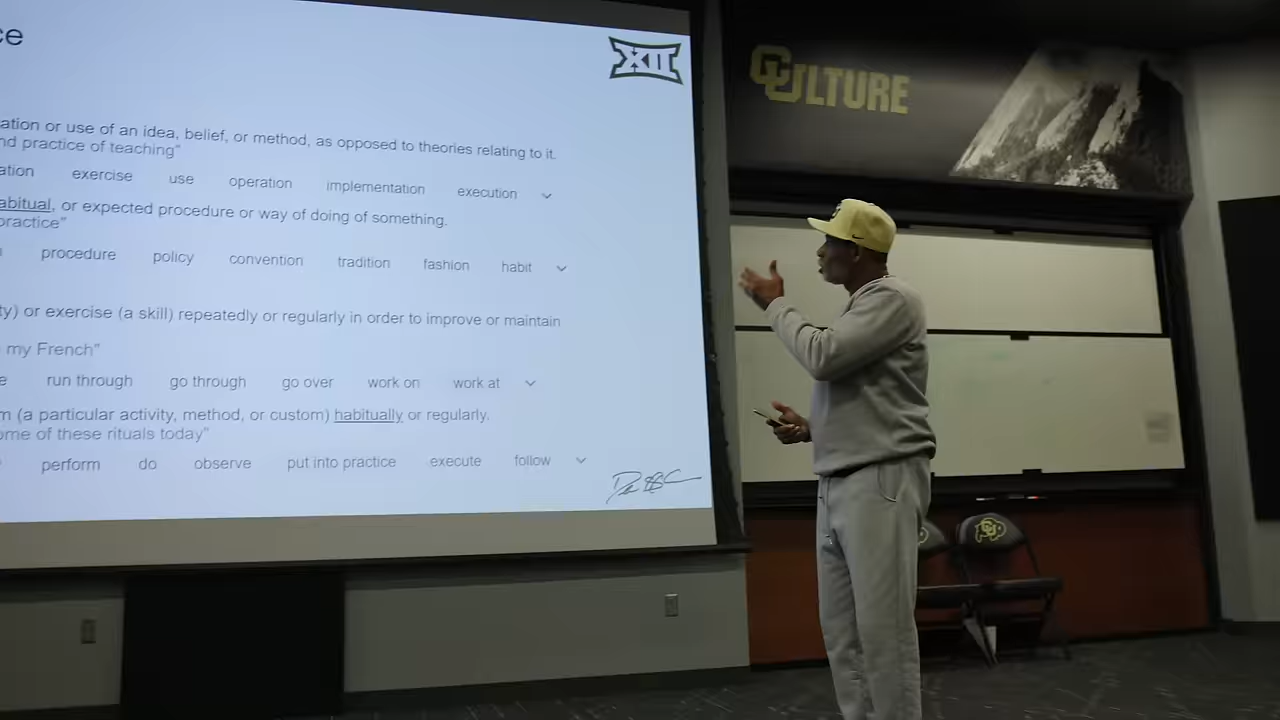 XII
CULTURE
ation or use of an idea, belief, or method, as opposed to theories relating to it.
nd practice of teaching"
ation exercise use operation implementation execution
abitual, or expected procedure or way of doing of something.
practice"
procedure policy convention tradition fashion habit
ty) or exercise (a skill) repeatedly or regularly in order to improve or maintain
my French"
e run through go through go over work on work at
m (a particular activity, method, or custom) habitually or regularly.
ome of these rituals today"
perform do observe put into practice execute follow